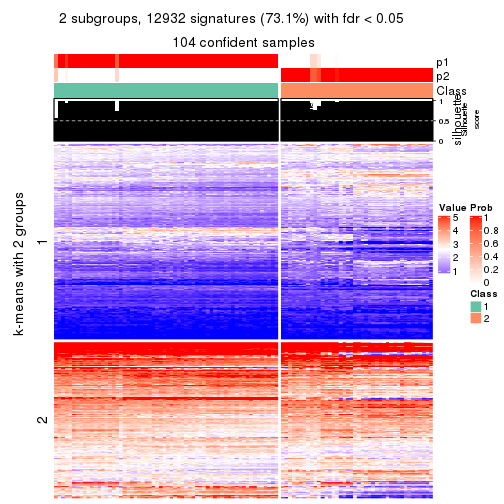 2 subgroups, 12932 signatures (73.1%) with fdr < 0.05
104 confident samples
p1
p2
Class
1
0.5
0
silhouette
Silhouette
score
k-means with 2 groups
1
2
Value
5
4
3
2
1
Prob
1
0.8
0.6
0.4
0.2
0
Class
1
2